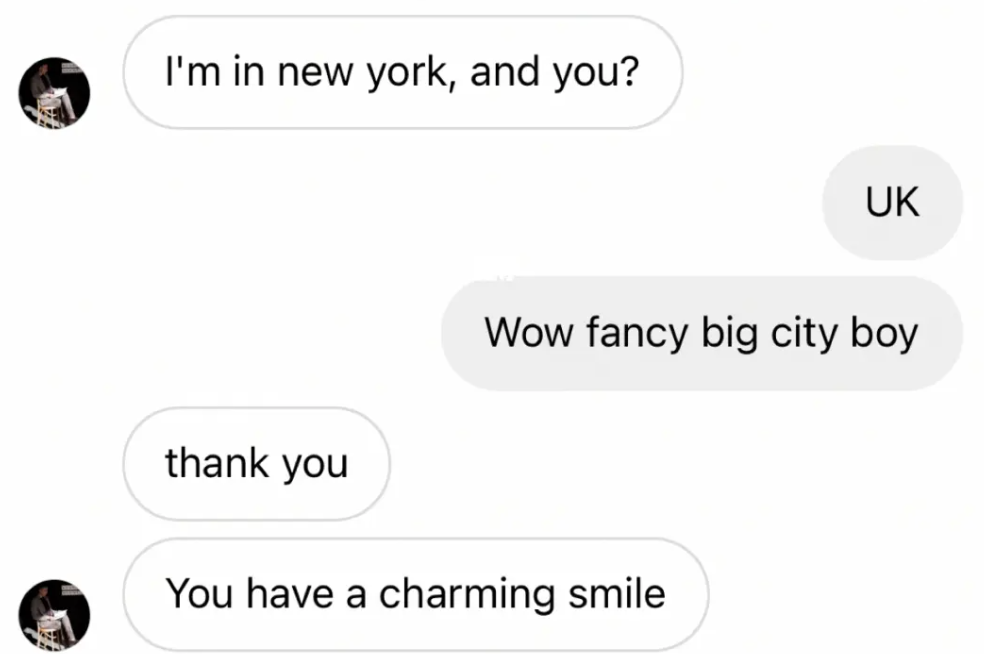 I'm in new york, and you?
UK
Wow fancy big city boy
thank you
You have a charming smile